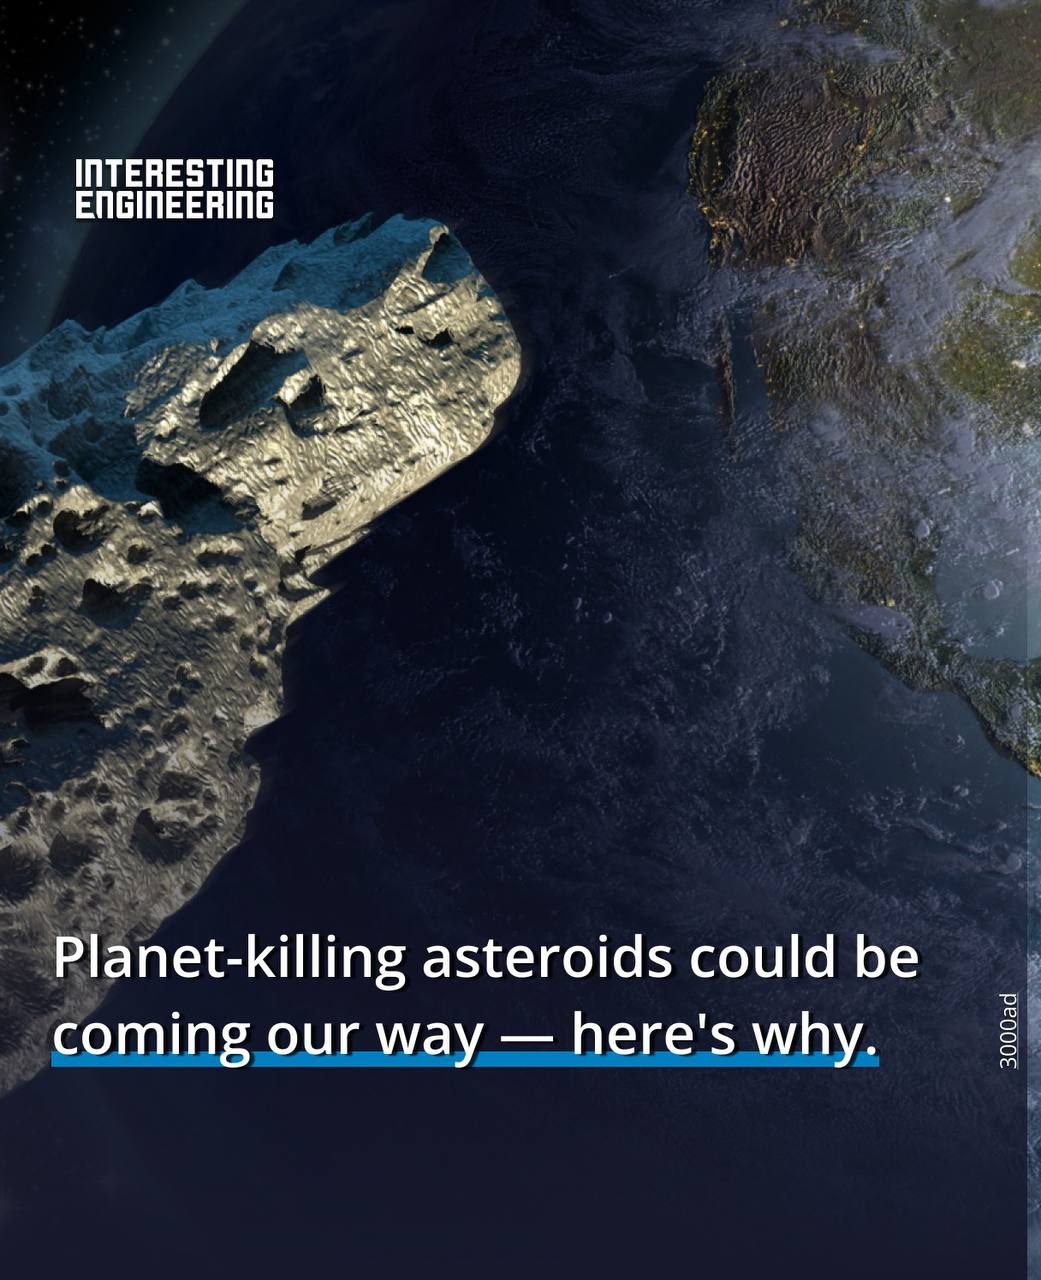 INTERESTING
ENGINEERING
Planet-killing asteroids could be
coming our way — here's why.
3000ad